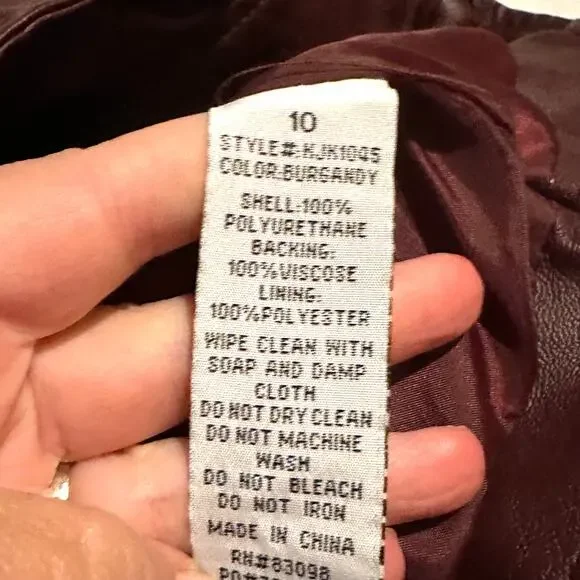 10
STYLE#:KJK1045
COLOR:BURGANDY
SHELL:100%
POLYURETHANE
BACKING:
100%VISCOSE
LINING:
100%POLYESTER
WIPE CLEAN WITH
SOAP AND DAMP
CLOTH
DO NOT DRY CLEAN
DO NOT MACHINE
WASH
DO NOT BLEACH
DO NOT IRON
MADE IN CHINA
RN#83098